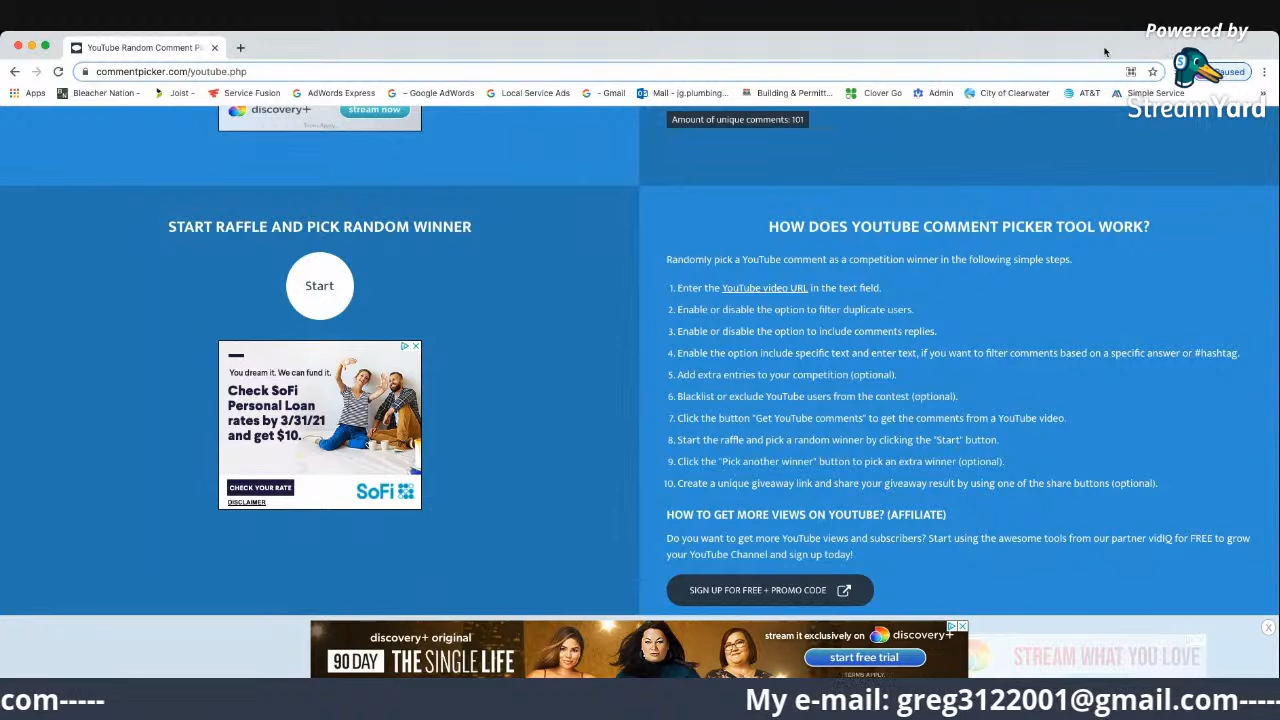 Powered by
StreamYard
YouTube Random Comment Pi
commentpicker.com/youtube.php
Paused
Apps
Bleacher Nation -
Joist -
Service Fusion
AdWords Express
- Google AdWords
Local Service Ads
- Gmail
Mail - jg.plumbing...
Building & Permitt...
Clover Go
Admin
City of Clearwater
AT&T
Simple Service
discovery+
stream now
Terms Apply.
Amount of unique comments: 101
START RAFFLE AND PICK RANDOM WINNER
Start
You dream it. We can fund it.
Check SoFi
Personal Loan
rates by 3/31/21
and get $10.
CHECK YOUR RATE
SoFi
DISCLAIMER
HOW DOES YOUTUBE COMMENT PICKER TOOL WORK?
Randomly pick a YouTube comment as a competition winner in the following simple steps.
1. Enter the YouTube video URL in the text field.
2. Enable or disable the option to filter duplicate users.
3. Enable or disable the option to include comments replies.
4. Enable the option include specific text and enter text, if you want to filter comments based on a specific answer or #hashtag.
5. Add extra entries to your competition (optional).
6. Blacklist or exclude YouTube users from the contest (optional).
7. Click the button "Get YouTube comments" to get the comments from a YouTube video.
8. Start the raffle and pick a random winner by clicking the "Start" button.
9. Click the "Pick another winner" button to pick an extra winner (optional).
10. Create a unique giveaway link and share your giveaway result by using one of the share buttons (optional).
HOW TO GET MORE VIEWS ON YOUTUBE? (AFFILIATE)
Do you want to get more YouTube views and subscribers? Start using the awesome tools from our partner vidIQ for FREE to grow
your YouTube Channel and sign up today!
SIGN UP FOR FREE + PROMO CODE
discovery+ original
90 DAY THE SINGLE LIFE
stream it exclusively on discovery+
start free trial
TERMS APPLY.
STREAM WHAT YOU LOVE
com-----
My e-mail: greg3122001@gmail.com-----